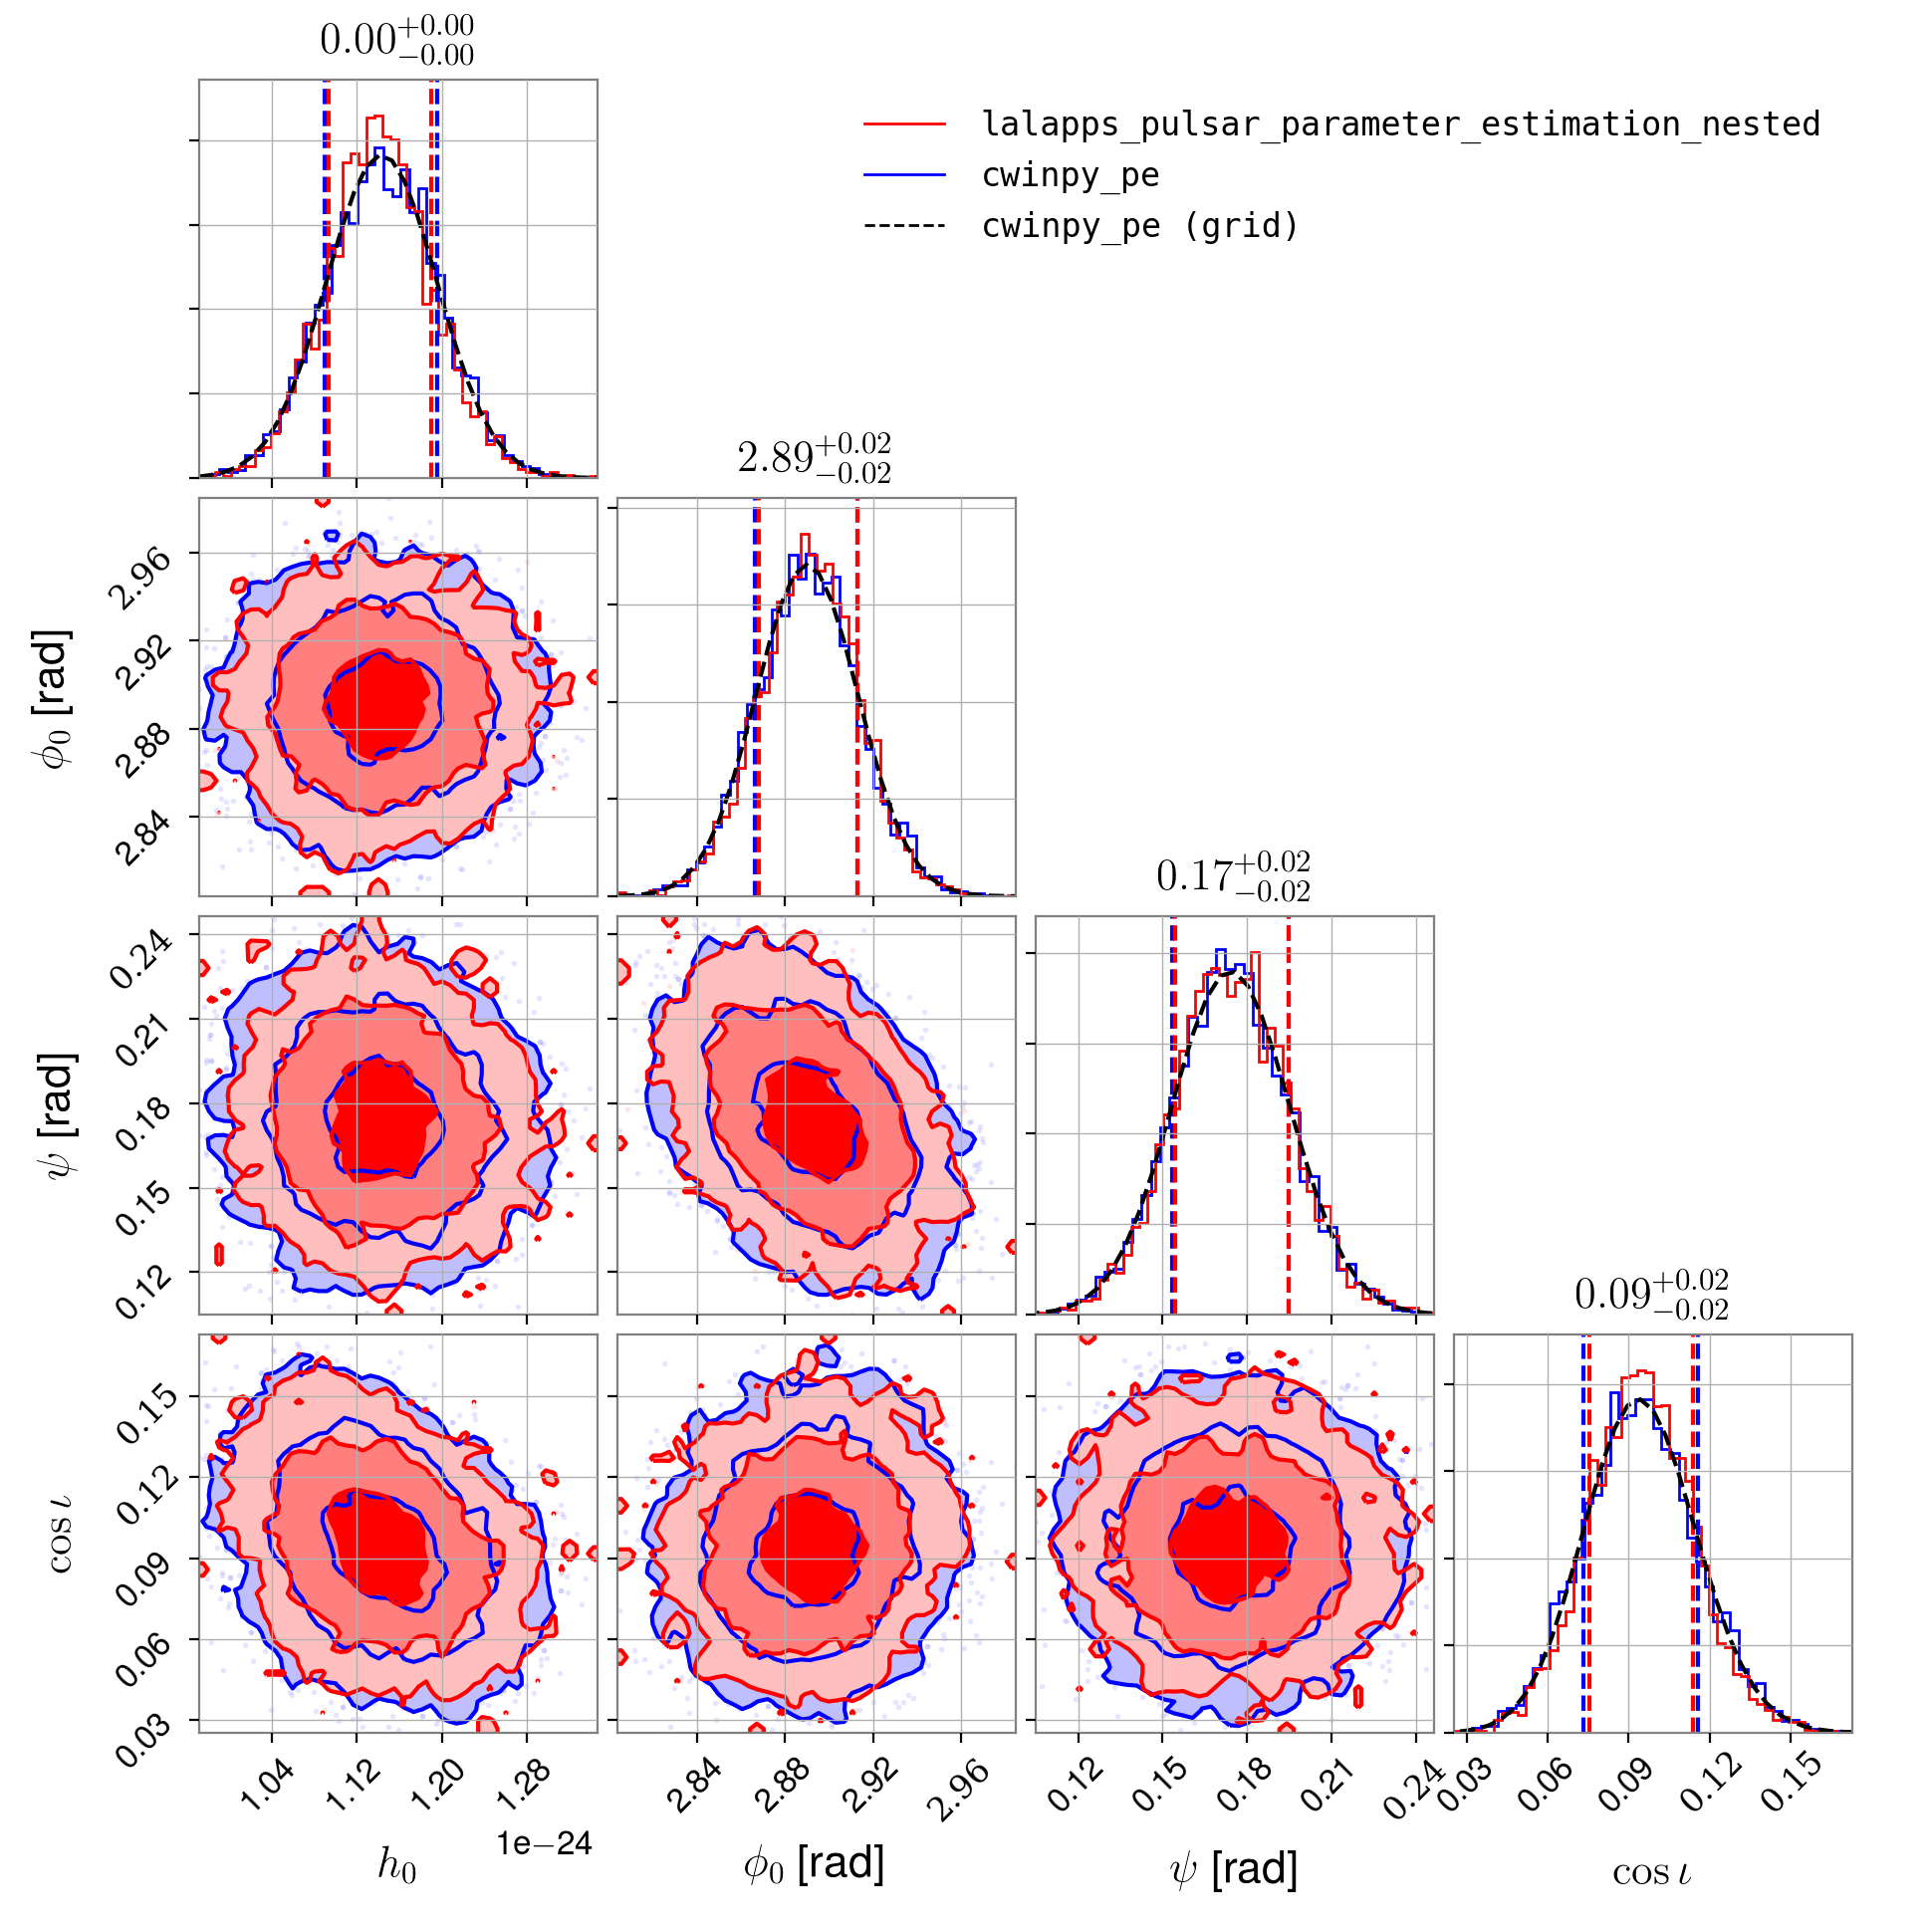 0.00+0.00−0.00
lalapps_pulsar_parameter_estimation_nested
cwinpy_pe
cwinpy_pe (grid)
2.89+0.02−0.02
2.96
2.92
2.88
2.84
ϕ0 [rad]
0.17+0.02−0.02
0.24
0.21
0.18
0.15
0.12
ψ [rad]
0.09+0.02−0.02
0.15
0.12
0.09
0.06
0.03
cos ι
1.04 1.12 1.20 1.28
2.84 2.88 2.92 2.96
0.12 0.15 0.18 0.21 0.24
0.03 0.06 0.09 0.12 0.15
1e−24
h0
ϕ0 [rad]
ψ [rad]
cos ι